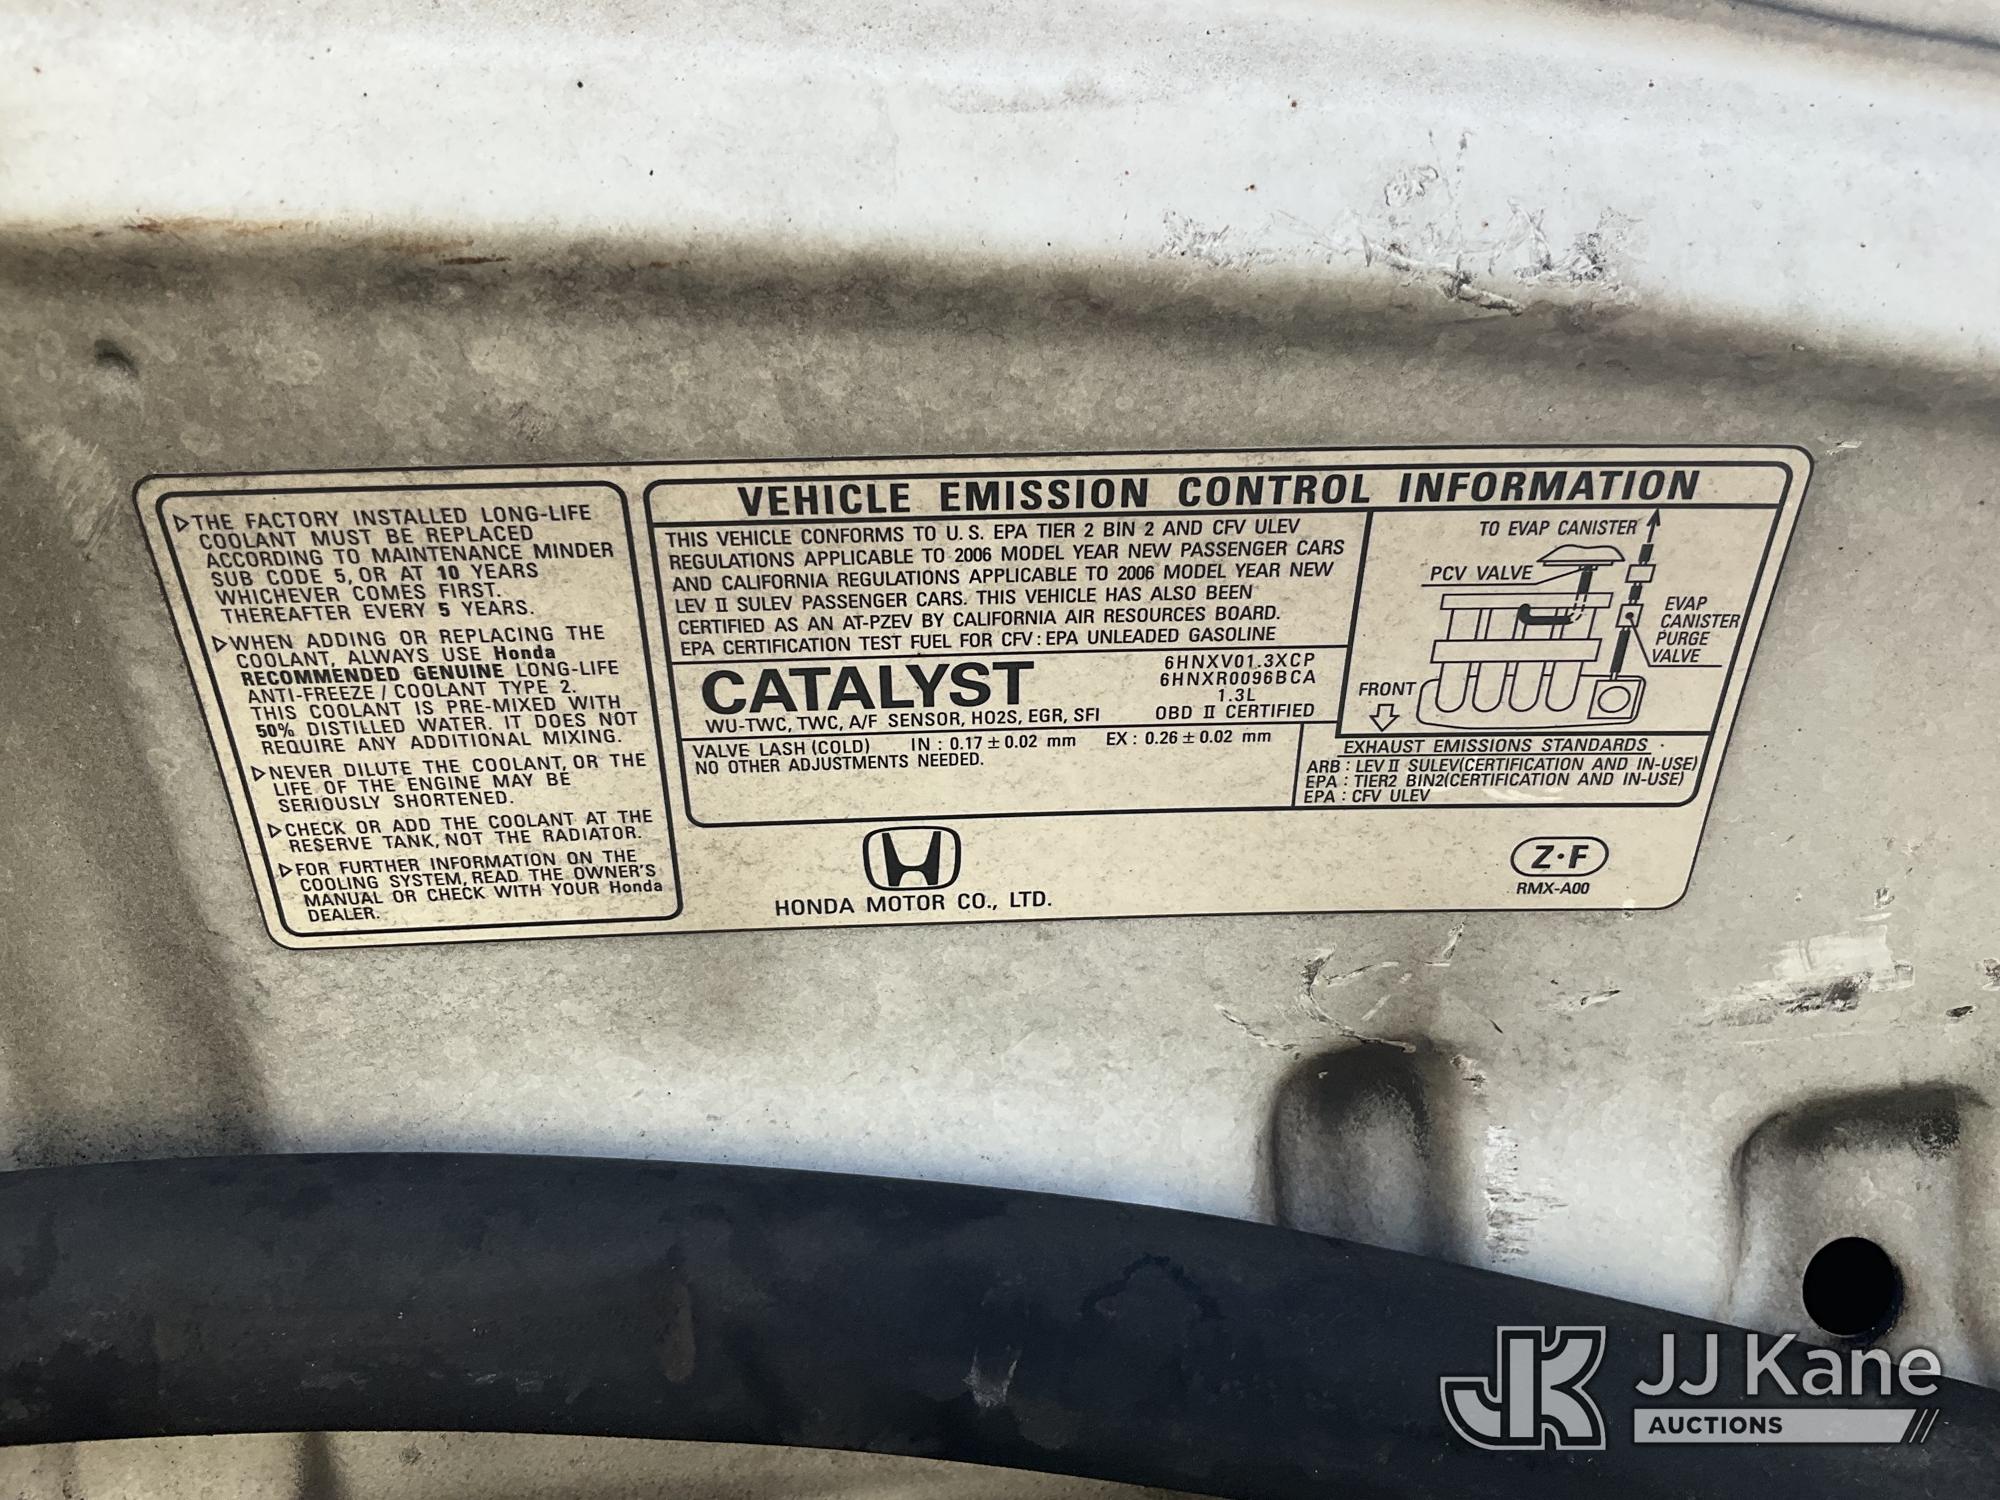 ▷THE FACTORY INSTALLED LONG-LIFE
COOLANT MUST BE REPLACED
ACCORDING TO MAINTENANCE MINDER
SUB CODE 5, OR AT 10 YEARS
WHICHEVER COMES FIRST.
THEREAFTER EVERY 5 YEARS.
▷WHEN ADDING OR REPLACING THE
COOLANT, ALWAYS USE Honda
RECOMMENDED GENUINE LONG-LIFE
ANTI-FREEZE / COOLANT TYPE 2.
THIS COOLANT IS PRE-MIXED WITH
50% DISTILLED WATER. IT DOES NOT
REQUIRE ANY ADDITIONAL MIXING.
▷NEVER DILUTE THE COOLANT, OR THE
LIFE OF THE ENGINE MAY BE
SERIOUSLY SHORTENED.
▷CHECK OR ADD THE COOLANT AT THE
RESERVE TANK, NOT THE RADIATOR.
▷FOR FURTHER INFORMATION ON THE
COOLING SYSTEM, READ THE OWNER'S
MANUAL OR CHECK WITH YOUR Honda
DEALER.
VEHICLE EMISSION CONTROL INFORMATION
THIS VEHICLE CONFORMS TO U. S. EPA TIER 2 BIN 2 AND CFV ULEV
REGULATIONS APPLICABLE TO 2006 MODEL YEAR NEW PASSENGER CARS
AND CALIFORNIA REGULATIONS APPLICABLE TO 2006 MODEL YEAR NEW
LEV II SULEV PASSENGER CARS. THIS VEHICLE HAS ALSO BEEN
CERTIFIED AS AN AT-PZEV BY CALIFORNIA AIR RESOURCES BOARD.
EPA CERTIFICATION TEST FUEL FOR CFV : EPA UNLEADED GASOLINE
CATALYST
WU-TWC, TWC, A/F SENSOR, HO2S, EGR, SFI
6HNXV01.3XCP
6HNXR0096BCA
1.3L
OBD II CERTIFIED
VALVE LASH (COLD) IN : 0.17 ± 0.02 mm EX : 0.26 ± 0.02 mm
NO OTHER ADJUSTMENTS NEEDED.
TO EVAP CANISTER
PCV VALVE
EVAP
CANISTER
PURGE
VALVE
FRONT
EXHAUST EMISSIONS STANDARDS
ARB : LEV II SULEV(CERTIFICATION AND IN-USE)
EPA : TIER2 BIN2(CERTIFICATION AND IN-USE)
EPA : CFV ULEV
HONDA MOTOR CO., LTD.
Z·F
RMX-A00
JK
JJ Kane
AUCTIONS